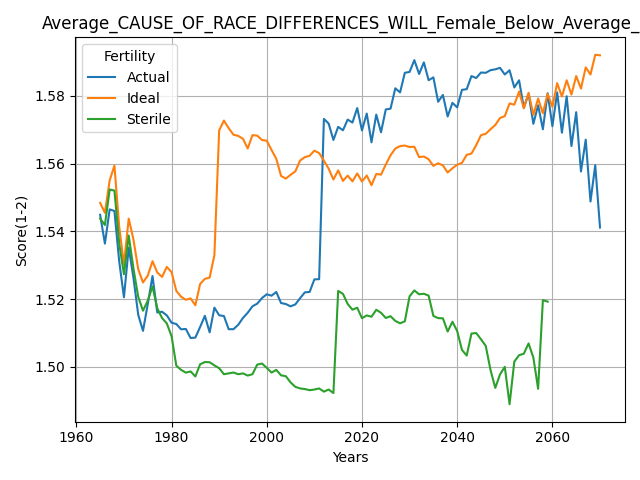 Average_CAUSE_OF_RACE_DIFFERENCES_WILL_Female_Below_Average_
Fertility
Actual
Ideal
Sterile
Score(1-2)
1.58
1.56
1.54
1.52
1.50
1960
1980
2000
2020
2040
2060
Years